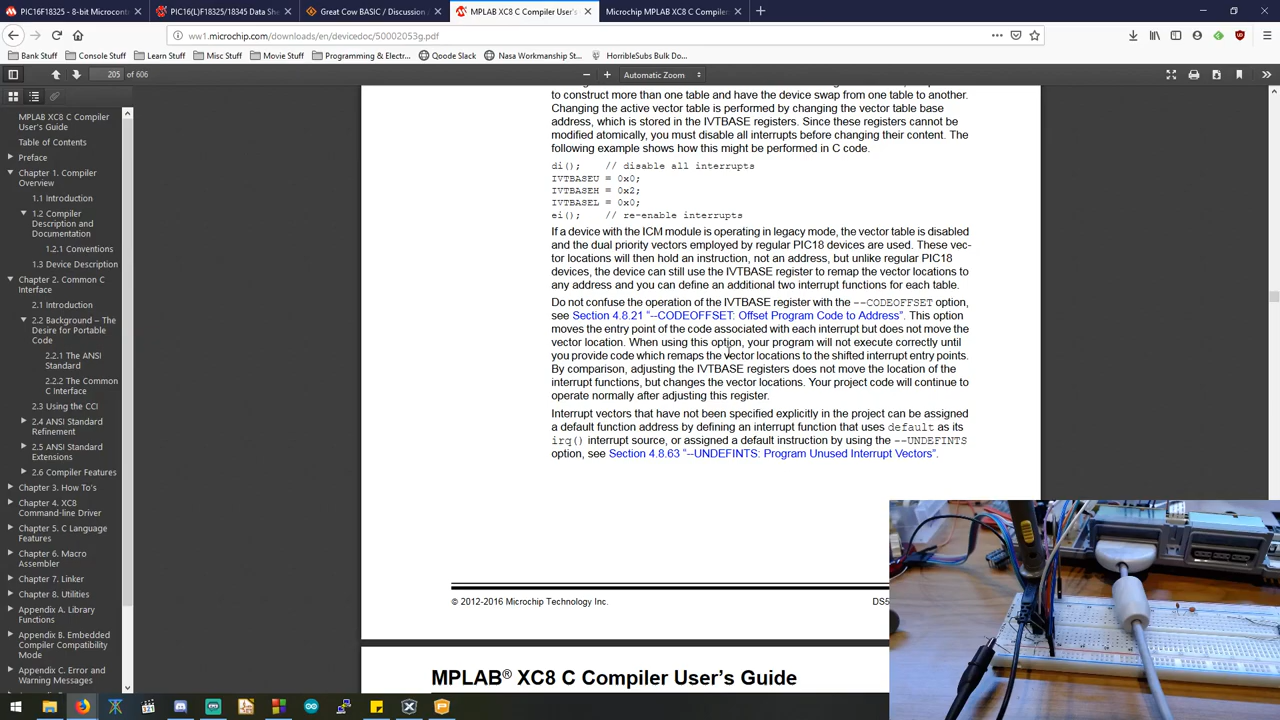 PIC16F18325 - 8-bit Microcont
PIC16(L)F18325/18345 Data She
Great Cow BASIC / Discussion /
MPLAB XC8 C Compiler User's
Microchip MPLAB XC8 C Compiler
ww1.microchip.com/downloads/en/devicedoc/50002053g.pdf
Bank Stuff
Console Stuff
Learn Stuff
Misc Stuff
Movie Stuff
Programming & Electr...
Qoode Slack
Nasa Workmanship St...
HorribleSubs Bulk Do...
205 of 606
Automatic Zoom
MPLAB XC8 C Compiler
User's Guide
Table of Contents
Preface
Chapter 1. Compiler
Overview
1.1 Introduction
1.2 Compiler
Description and
Documentation
1.2.1 Conventions
1.3 Device Description
Chapter 2. Common C
Interface
2.1 Introduction
2.2 Background – The
Desire for Portable
Code
2.2.1 The ANSI
Standard
2.2.2 The Common
C Interface
2.3 Using the CCI
2.4 ANSI Standard
Refinement
2.5 ANSI Standard
Extensions
2.6 Compiler Features
Chapter 3. How To's
Chapter 4. XC8
Command-line Driver
Chapter 5. C Language
Features
Chapter 6. Macro
Assembler
Chapter 7. Linker
Chapter 8. Utilities
Appendix A. Library
Functions
Appendix B. Embedded
Compiler Compatibility
Mode
Appendix C. Error and
Warning Messages
to construct more than one table and have the device swap from one table to another.
Changing the active vector table is performed by changing the vector table base
address, which is stored in the IVTBASE registers. Since these registers cannot be
modified atomically, you must disable all interrupts before changing their content. The
following example shows how this might be performed in C code.
di(); // disable all interrupts
IVTBASEU = 0x0;
IVTBASEH = 0x2;
IVTBASEL = 0x0;
ei(); // re-enable interrupts
If a device with the ICM module is operating in legacy mode, the vector table is disabled
and the dual priority vectors employed by regular PIC18 devices are used. These vec-
tor locations will then hold an instruction, not an address, but unlike regular PIC18
devices, the device can still use the IVTBASE register to remap the vector locations to
any address and you can define an additional two interrupt functions for each table.
Do not confuse the operation of the IVTBASE register with the --CODEOFFSET option,
see Section 4.8.21 "--CODEOFFSET: Offset Program Code to Address". This option
moves the entry point of the code associated with each interrupt but does not move the
vector location. When using this option, your program will not execute correctly until
you provide code which remaps the vector locations to the shifted interrupt entry points.
By comparison, adjusting the IVTBASE registers does not move the location of the
interrupt functions, but changes the vector locations. Your project code will continue to
operate normally after adjusting this register.
Interrupt vectors that have not been specified explicitly in the project can be assigned
a default function address by defining an interrupt function that uses default as its
irq() interrupt source, or assigned a default instruction by using the --UNDEFINTS
option, see Section 4.8.63 "--UNDEFINTS: Program Unused Interrupt Vectors".
© 2012-2016 Microchip Technology Inc.
DS5
MPLAB® XC8 C Compiler User's Guide